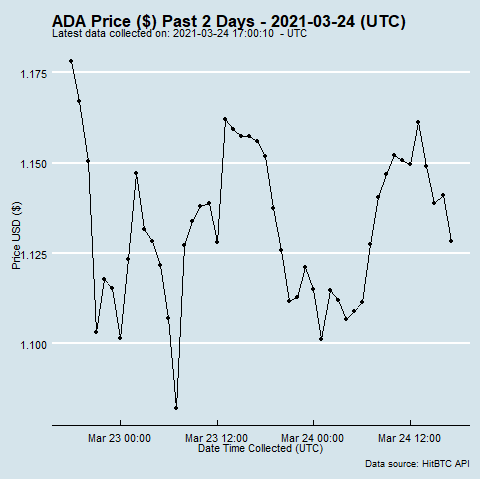 ADA Price ($) Past 2 Days - 2021-03-24 (UTC)
Latest data collected on: 2021-03-24 17:00:10  - UTC
1.175
1.150
1.125
1.100
Price USD ($)
Mar 23 00:00 Mar 23 12:00 Mar 24 00:00 Mar 24 12:00
Date Time Collected (UTC)
Data source: HitBTC API